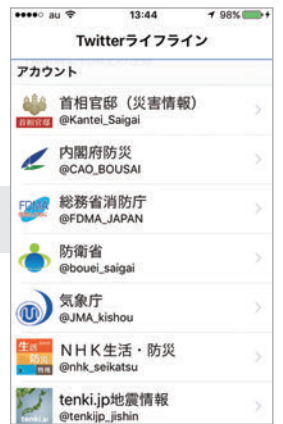 au 13:44 98%
Twitterライフライン
アカウント
首相官邸
首相官邸（災害情報）
@Kantei_Saigai
内閣府防災
@CAO_BOUSAI
FDMA
総務省消防庁
@FDMA_JAPAN
防衛省
@bouei_saigai
気象庁
@JMA_kishou
生活
防災
ＮＨＫ生活・防災
@nhk_seikatsu
tenki.jp
tenki.jp地震情報
@tenkijp_jishin